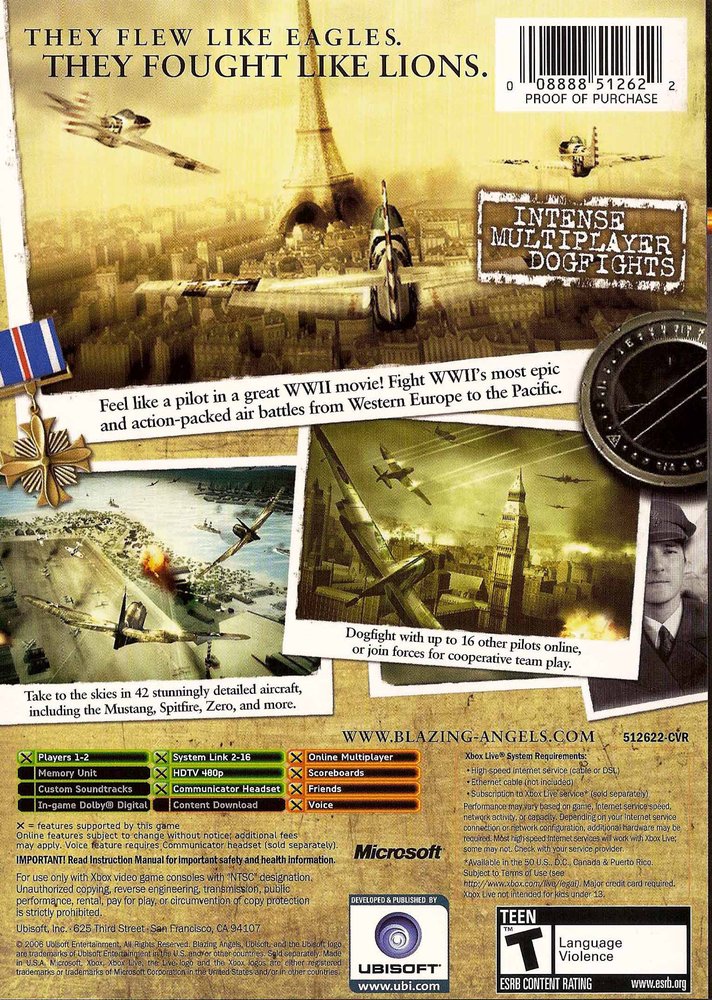 THEY FLEW LIKE EAGLES.
THEY FOUGHT LIKE LIONS.
0 08888 51262 2
PROOF OF PURCHASE
INTENSE
MULTIPLAYER
DOGFIGHTS
Feel like a pilot in a great WWII movie! Fight WWII's most epic
and action-packed air battles from Western Europe to the Pacific.
Dogfight with up to 16 other pilots online,
or join forces for cooperative team play.
Take to the skies in 42 stunningly detailed aircraft,
including the Mustang, Spitfire, Zero, and more.
WWW.BLAZING-ANGELS.COM
512622-CVR
Players 1-2
Memory Unit
Custom Soundtracks
In-game Dolby® Digital
System Link 2-16
HDTV 480p
Communicator Headset
Content Download
Online Multiplayer
Scoreboards
Friends
Voice
X = features supported by this game
Online features subject to change without notice; additional fees
may apply. Voice feature requires Communicator headset (sold separately).
IMPORTANT! Read Instruction Manual for important safety and health information.
For use only with Xbox video game consoles with "NTSC" designation.
Unauthorized copying, reverse engineering, transmission, public
performance, rental, pay for play, or circumvention of copy protection
is strictly prohibited.
Ubisoft, Inc · 625 Third Street · San Francisco, CA 94107
© 2006 Ubisoft Entertainment. All Rights Reserved. Blazing Angels, Ubisoft, and the Ubisoft logo
are trademarks of Ubisoft Entertainment in the U.S. and/or other countries. Sold separately. Made
in U.S.A. Microsoft, Xbox, Xbox Live, the Live logo and the Xbox logos are either registered
trademarks or trademarks of Microsoft Corporation in the United States and/or in other countries.
Xbox Live® System Requirements:
• High speed Internet service (cable or DSL)
• Ethernet cable (not included)
• Subscription to Xbox Live service* (sold separately)
Performance may vary based on game, Internet service speed,
network activity, or capacity. Depending on your Internet service
connection or network configuration, additional hardware may be
required. Most high-speed Internet services will work with Xbox Live;
some may not. Check with your service provider.
*Available in the 50 U.S. D.C., Canada & Puerto Rico.
Subject to Terms of Use (see
http://www.xbox.com/live/legal/). Major credit card required.
Xbox Live not intended for kids under 13.
Microsoft
DEVELOPED & PUBLISHED BY
UBISOFT
www.ubi.com
TEEN
T
Language
Violence
ESRB CONTENT RATING
www.esrb.org